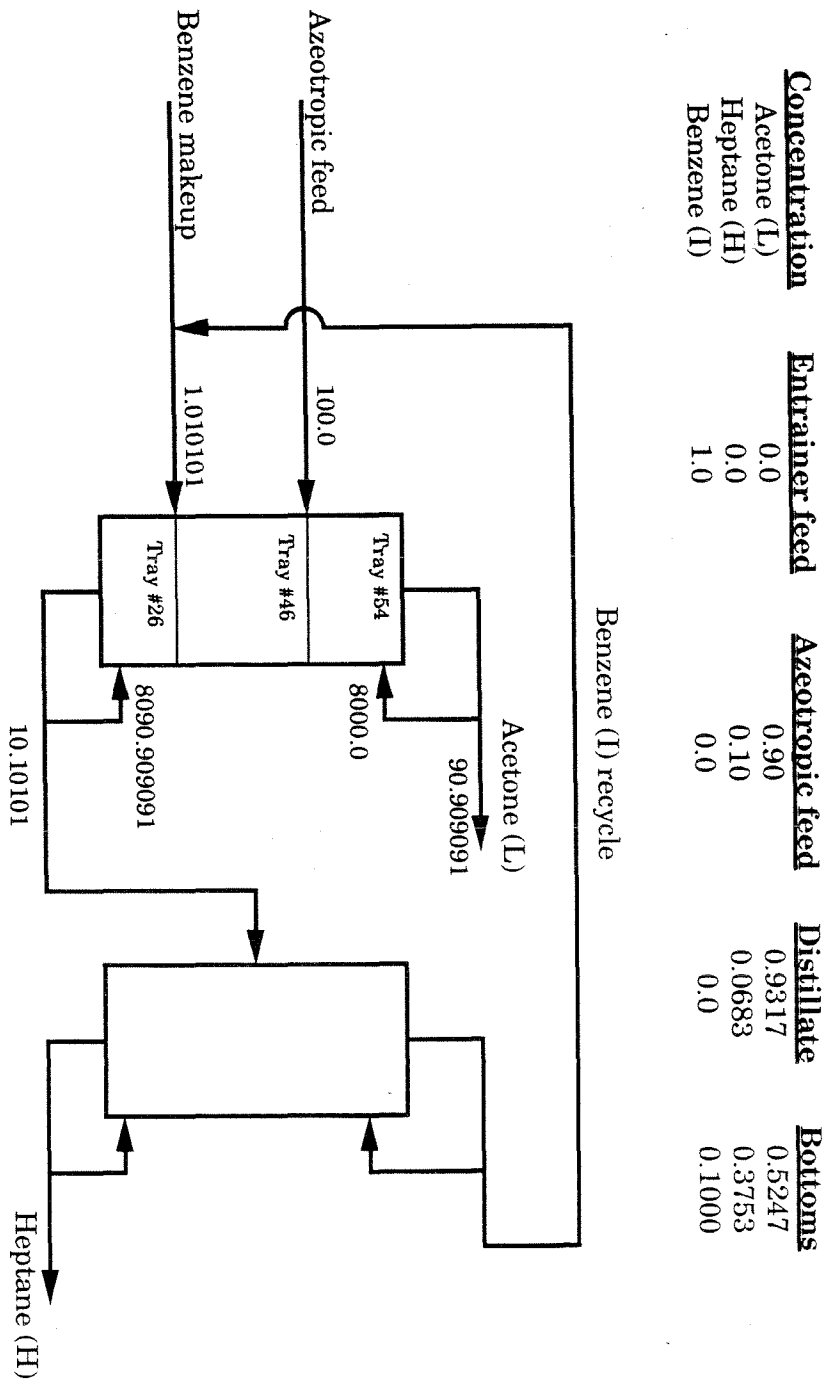 Concentration Entrainer feed Azeotropic feed Distillate Bottoms
Acetone (L) 0.0 0.90 0.9317 0.5247
Heptane (H) 0.0 0.10 0.0683 0.3753
Benzene (I) 1.0 0.0 0.0 0.1000
Benzene (I) recycle
Acetone (L)
90.909091
8000.0
Tray #54
Azeotropic feed
100.0
Tray #46
Benzene makeup
1.010101
Tray #26
8090.909091
10.10101
Heptane (H)